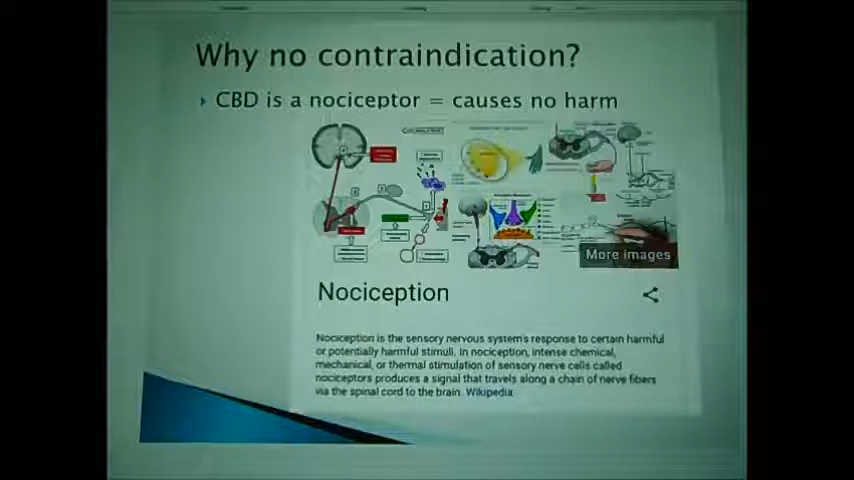 Why no contraindication?
CBD is a nociceptor = causes no harm
More images
Nociception
Nociception is the sensory nervous system's response to certain harmful
or potentially harmful stimuli. In nociception, intense chemical,
mechanical, or thermal stimulation of sensory nerve cells called
nociceptors produces a signal that travels along a chain of nerve fibers
via the spinal cord to the brain. Wikipedia